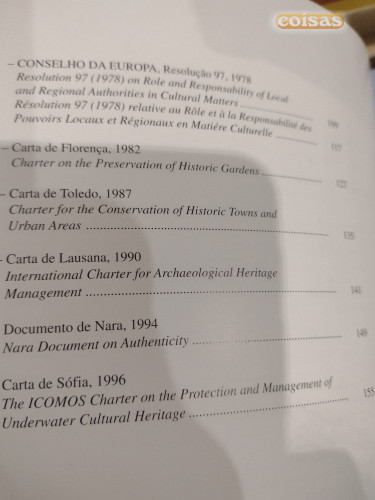 coisas
– CONSELHO DA EUROPA, Resolução 97, 1978
Resolution 97 (1978) on Role and Responsability of Local
and Regional Authorities in Cultural Matters
Résolution 97 (1978) relative au Rôle et à la Responsabilité des
Pouvoirs Locaux et Régionaux en Matiére Culturelle
117
– Carta de Florença, 1982
Charter on the Preservation of Historic Gardens
127
– Carta de Toledo, 1987
Charter for the Conservation of Historic Towns and
Urban Areas ........ 135
- Carta de Lausana, 1990
International Charter for Archaeological Heritage
Management ........ 141
Documento de Nara, 1994
Nara Document on Authenticity ........ 149
Carta de Sófia, 1996
The ICOMOS Charter on the Protection and Management of
Underwater Cultural Heritage ........ 155